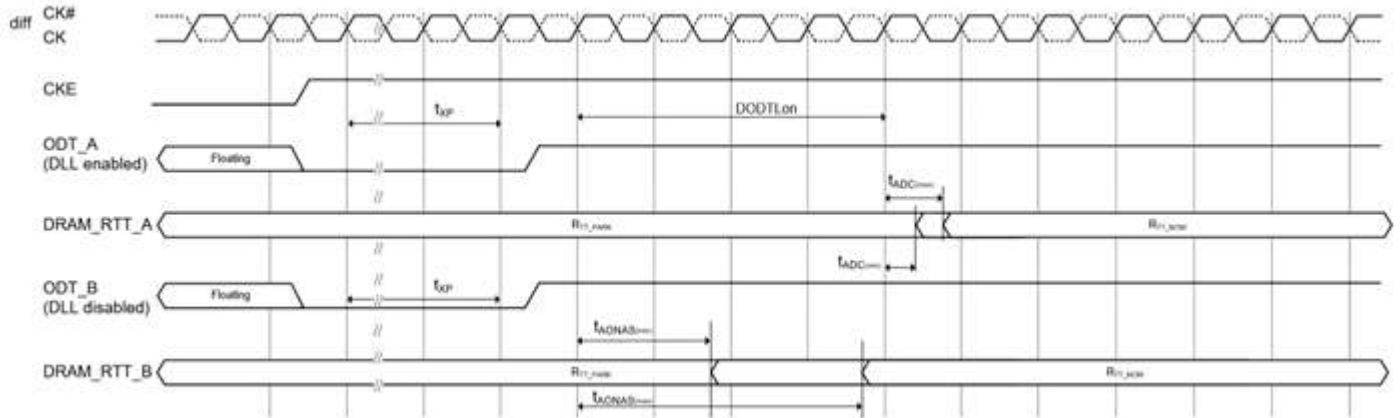 diff CK#
CK
CKE
tXP
DODTLon
ODT_A
(DLL enabled)
Floating
tADC(max)
DRAM_RTT_A
RTT_PARK
RTT_NOM
tADC(min)
ODT_B
(DLL disabled)
Floating
tXP
tAONAS(min)
DRAM_RTT_B
RTT_PARK
RTT_NOM
tAONAS(max)